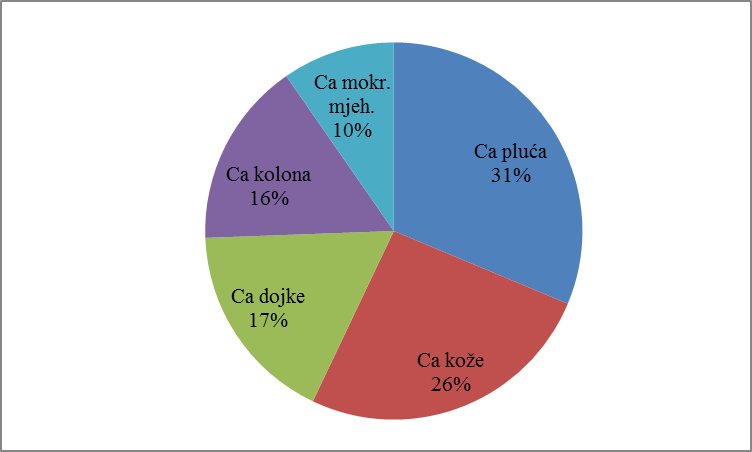 Ca mokr.
mjeh.
10%
Ca pluća
31%
Ca kolona
16%
Ca dojke
17%
Ca kože
26%